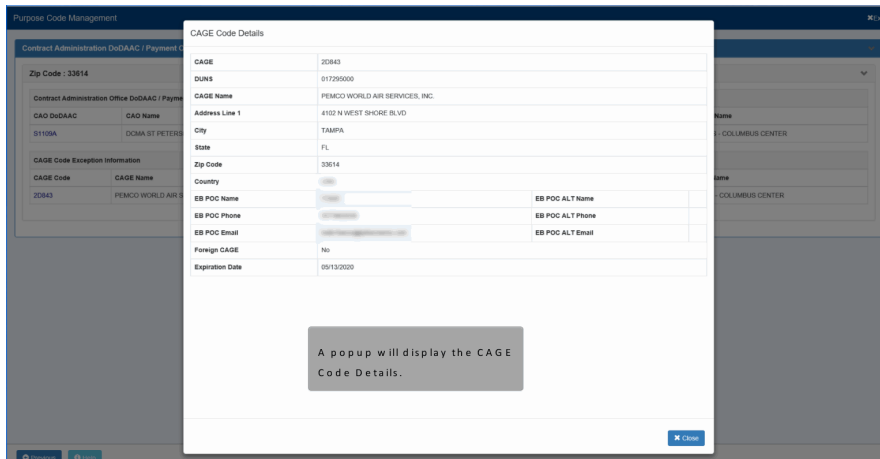 Purpose Code Management
✖Ex
CAGE Code Details
Contract Administration DoDAAC / Payment O
Zip Code : 33614
Contract Administration Office DoDAAC / Payme
CAO DoDAAC CAO Name Name
S1109A DCMA ST PETERS - COLUMBUS CENTER
CAGE Code Exception Information
CAGE Code CAGE Name Name
2D843 PEMCO WORLD AIR S - COLUMBUS CENTER
CAGE 2D843
DUNS 017295000
CAGE Name PEMCO WORLD AIR SERVICES, INC.
Address Line 1 4102 N WEST SHORE BLVD
City TAMPA
State FL
Zip Code 33614
Country
EB POC Name EB POC ALT Name
EB POC Phone EB POC ALT Phone
EB POC Email EB POC ALT Email
Foreign CAGE No
Expiration Date 05/13/2020
A popup will display the CAGE
Code Details.
✖ Close
Previous